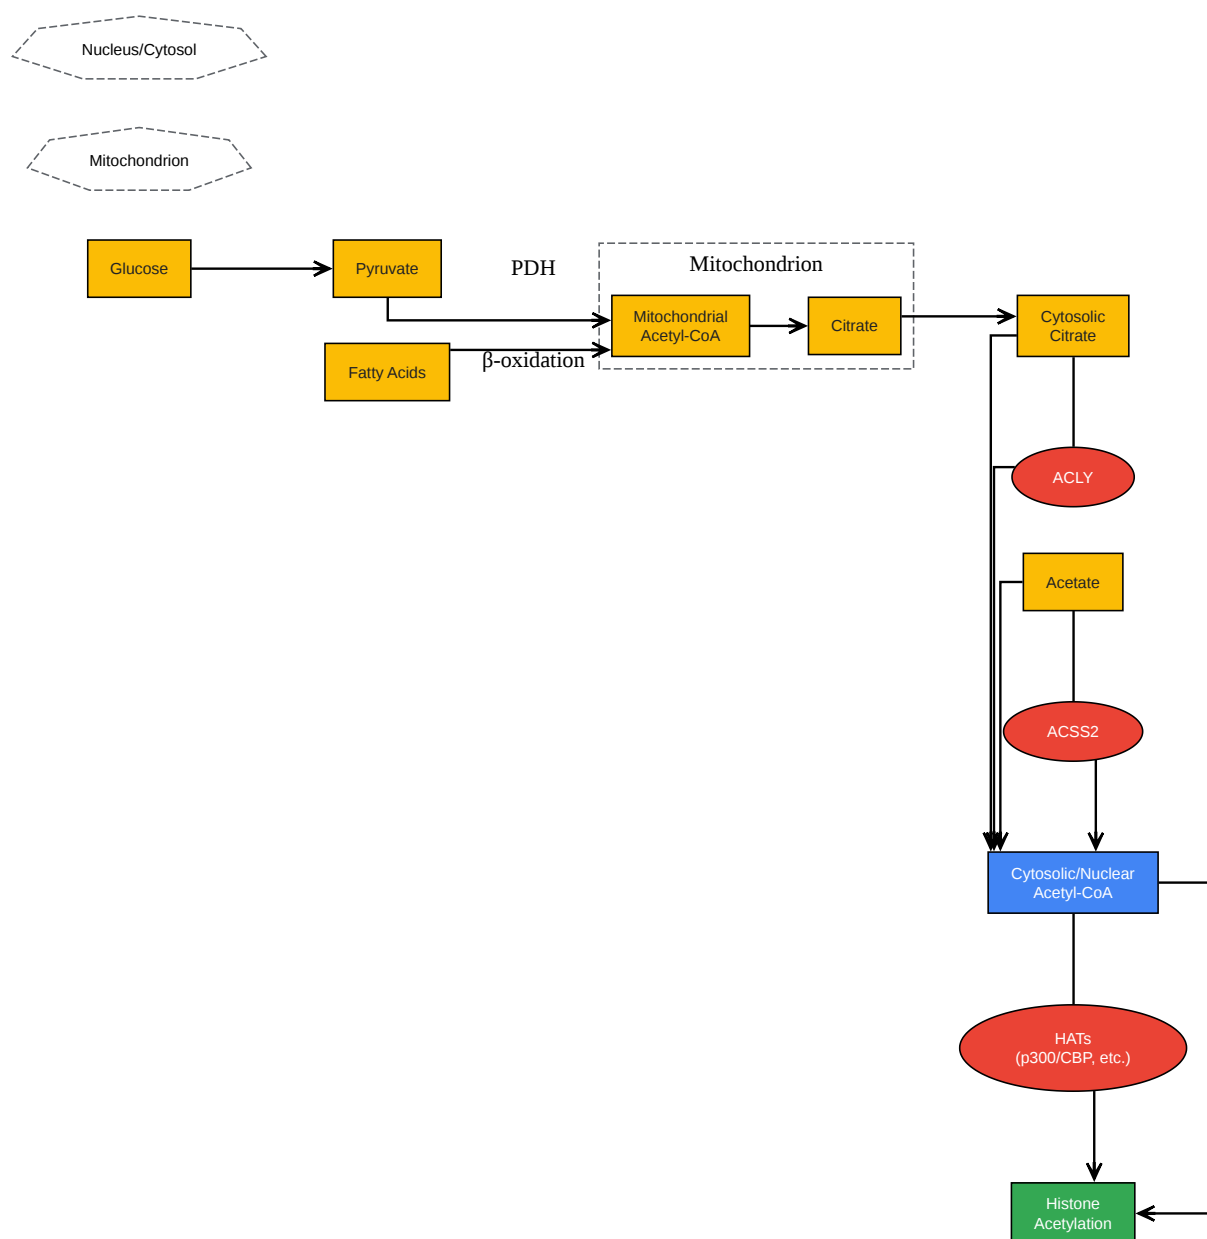 Nucleus/Cytosol
Mitochondrion
Glucose
Pyruvate
PDH
Mitochondrion
Mitochondrial
Acetyl-CoA
Citrate
Cytosolic
Citrate
Fatty Acids
β-oxidation
ACLY
Acetate
ACSS2
Cytosolic/Nuclear
Acetyl-CoA
HATs
(p300/CBP, etc.)
Histone
Acetylation